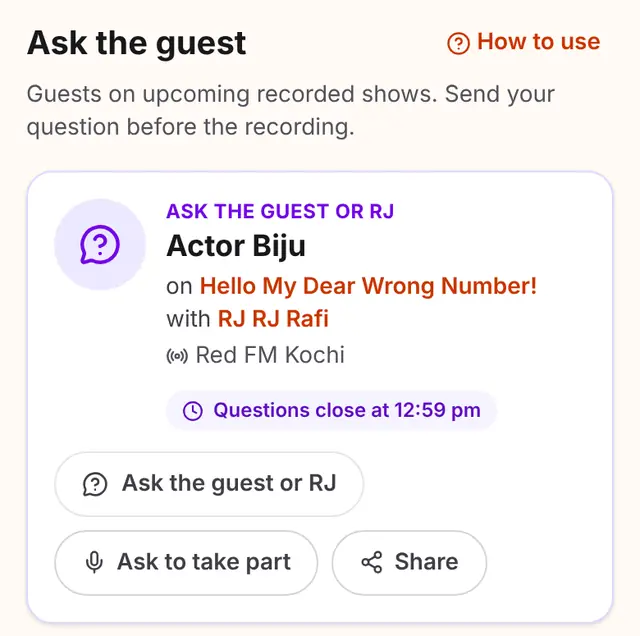 Ask the guest
How to use
Guests on upcoming recorded shows. Send your
question before the recording.
ASK THE GUEST OR RJ
Actor Biju
on Hello My Dear Wrong Number!
with RJ RJ Rafi
Red FM Kochi
Questions close at 12:59 pm
Ask the guest or RJ
Ask to take part
Share